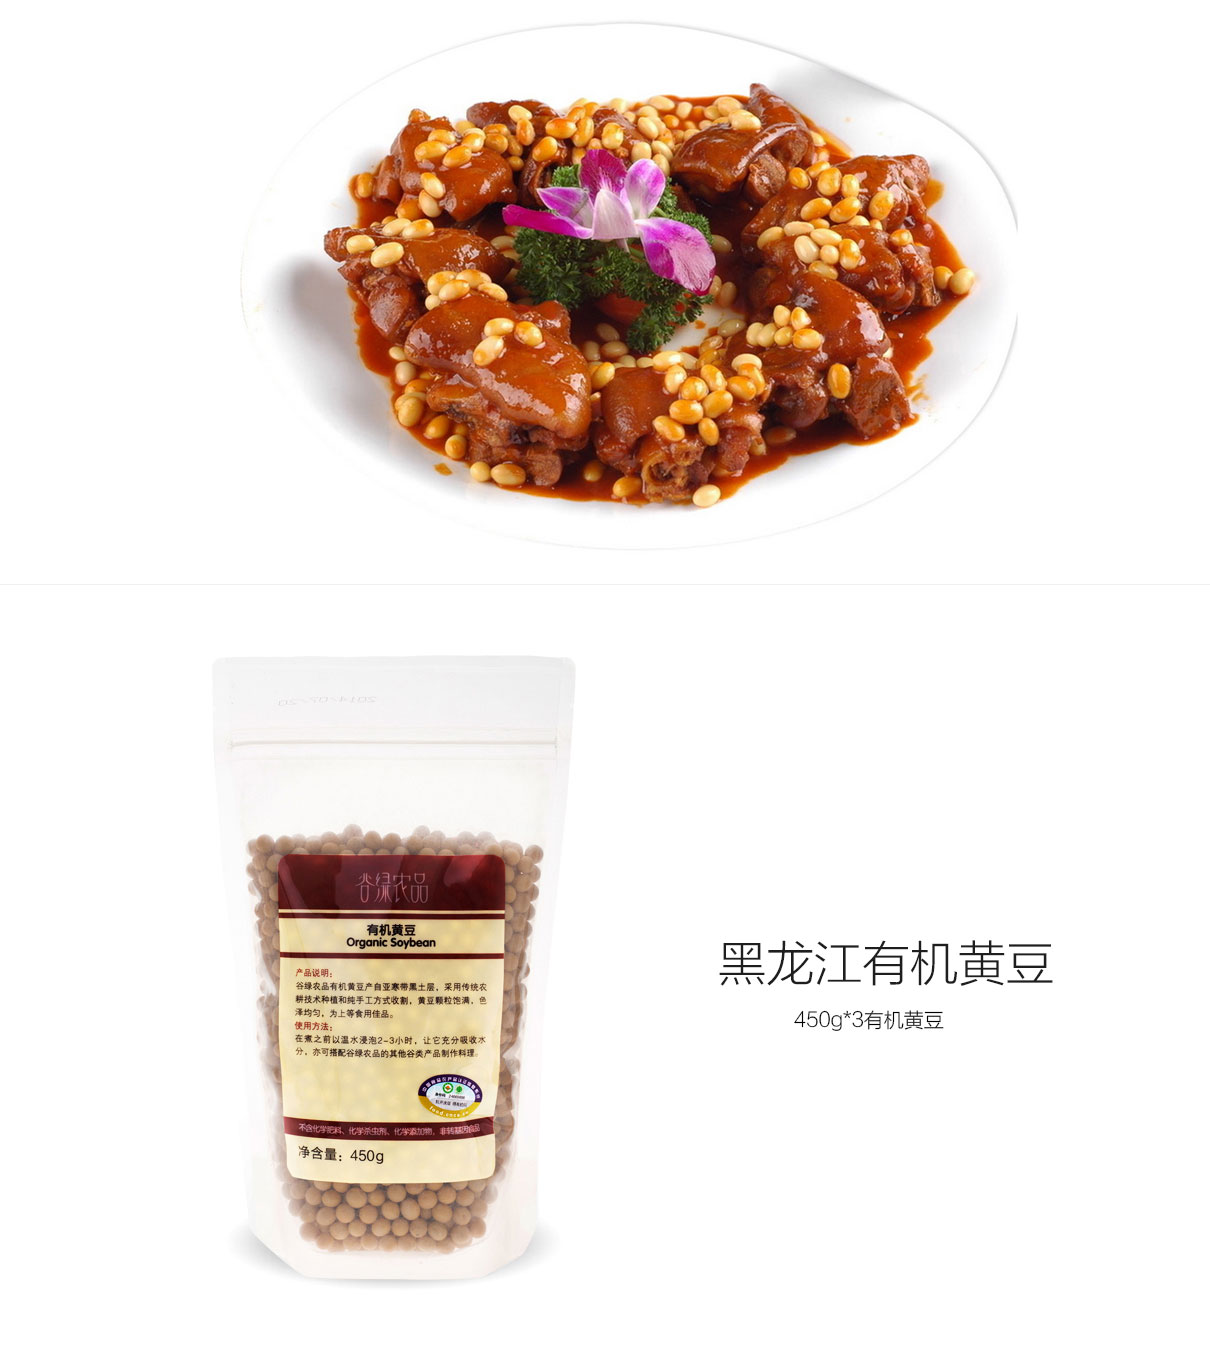 谷绿农品
有机黄豆
Organic Soybean
产品说明：
谷绿农品有机黄豆产自亚寒带黑土层，采用传统农
耕技术种植和纯手工方式收割，黄豆颗粒饱满、色
泽均匀，为上等食用佳品。
使用方法：
在煮之前以温水浸泡2-3小时，让它充分吸收水
分，亦可搭配谷绿农品的其他谷类产品制作料理。
不含化学肥料、化学杀虫剂、化学添加物、非转基因食品
净含量：450g
黑龙江有机黄豆
450g*3有机黄豆